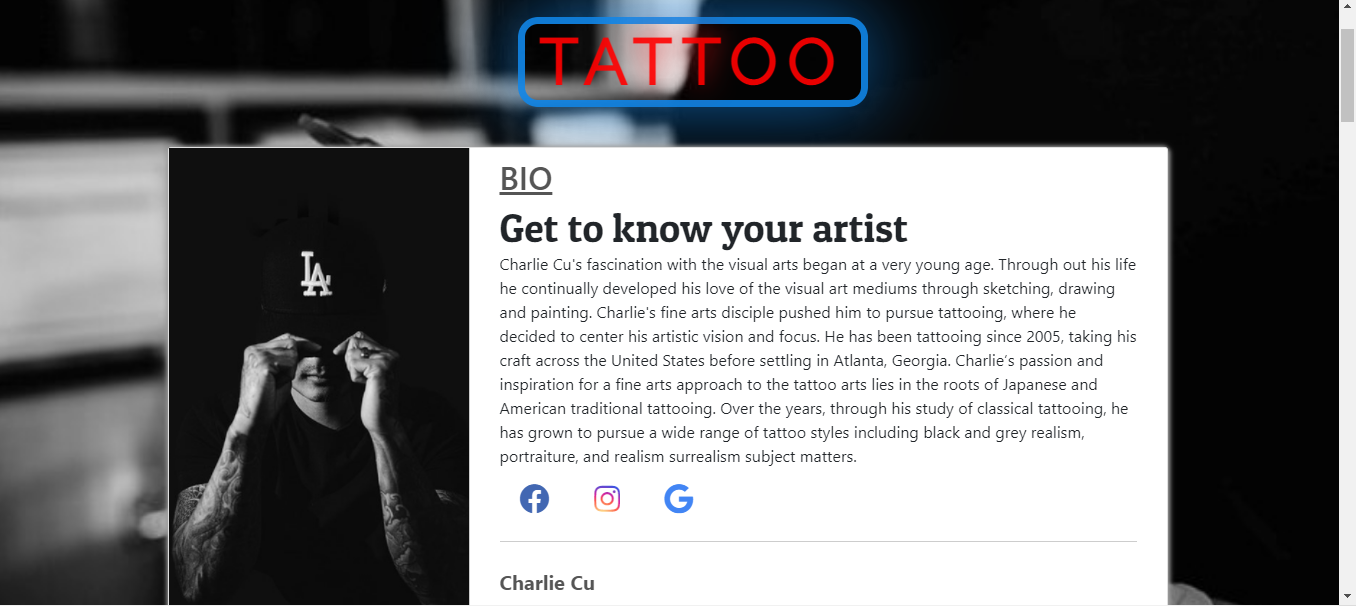 TATTOO
LA
BIO
Get to know your artist
Charlie Cu's fascination with the visual arts began at a very young age. Through out his life
he continually developed his love of the visual art mediums through sketching, drawing
and painting. Charlie's fine arts disciple pushed him to pursue tattooing, where he
decided to center his artistic vision and focus. He has been tattooing since 2005, taking his
craft across the United States before settling in Atlanta, Georgia. Charlie’s passion and
inspiration for a fine arts approach to the tattoo arts lies in the roots of Japanese and
American traditional tattooing. Over the years, through his study of classical tattooing, he
has grown to pursue a wide range of tattoo styles including black and grey realism,
portraiture, and realism surrealism subject matters.
Charlie Cu